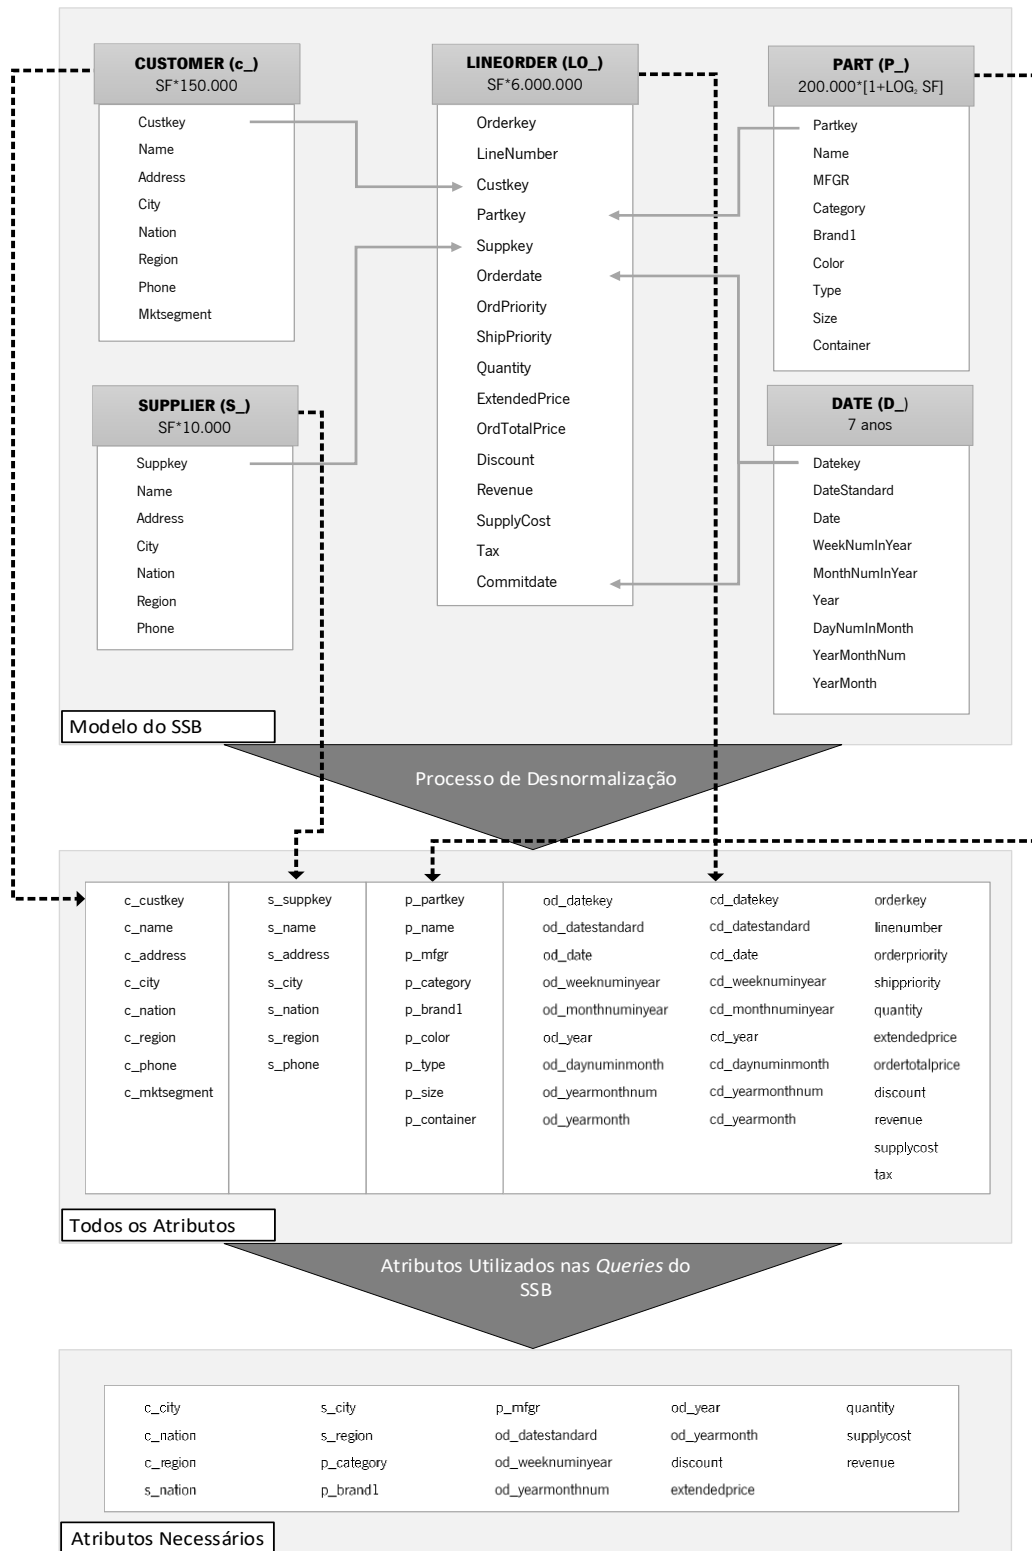 CUSTOMER (c_)
SF*150.000
Custkey
Name
Address
City
Nation
Region
Phone
Mktsegment
SUPPLIER (S_)
SF*10.000
Suppkey
Name
Address
City
Nation
Region
Phone
LINEORDER (LO_)
SF*6.000.000
Orderkey
LineNumber
Custkey
Partkey
Suppkey
Orderdate
OrdPriority
ShipPriority
Quantity
ExtendedPrice
OrdTotalPrice
Discount
Revenue
SupplyCost
Tax
Commitdate
PART (P_)
200.000*[1+LOG₂ SF]
Partkey
Name
MFGR
Category
Brand1
Color
Type
Size
Container
DATE (D_)
7 anos
Datekey
DateStandard
Date
WeekNumInYear
MonthNumInYear
Year
DayNumInMonth
YearMonthNum
YearMonth
Modelo do SSB
Processo de Desnormalização
c_custkey
c_name
c_address
c_city
c_nation
c_region
c_phone
c_mktsegment
s_suppkey
s_name
s_address
s_city
s_nation
s_region
s_phone
p_partkey
p_name
p_mfgr
p_category
p_brand1
p_color
p_type
p_size
p_container
od_datekey
od_datestandard
od_date
od_weeknuminyear
od_monthnuminyear
od_year
od_daynuminmonth
od_yearmonthnum
od_yearmonth
cd_datekey
cd_datestandard
cd_date
cd_weeknuminyear
cd_monthnuminyear
cd_year
cd_daynuminmonth
cd_yearmonthnum
cd_yearmonth
orderkey
linenumber
orderpriority
shippriority
quantity
extendedprice
ordertotalprice
discount
revenue
supplycost
tax
Todos os Atributos
Atributos Utilizados nas Queries do
SSB
c_city
c_nation
c_region
s_nation
s_city
s_region
p_category
p_brand1
p_mfgr
od_datestandard
od_weeknuminyear
od_yearmonthnum
od_year
od_yearmonth
discount
extendedprice
quantity
supplycost
revenue
Atributos Necessários